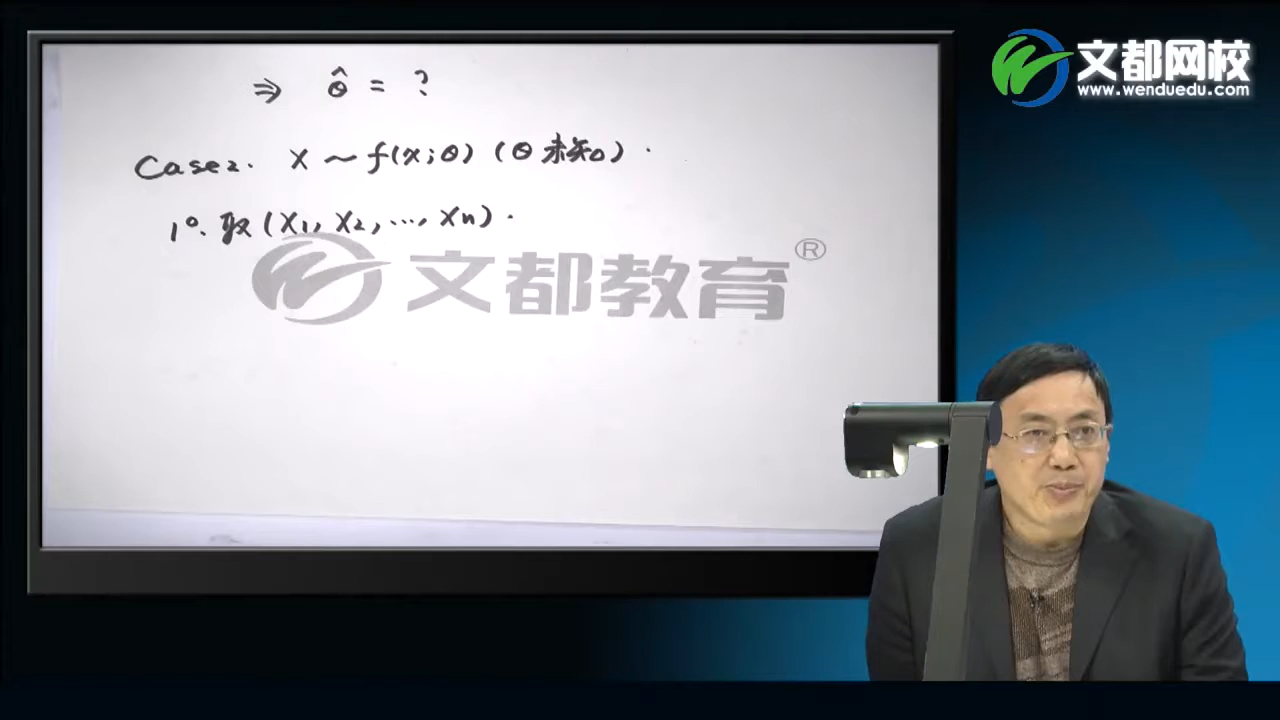 ⇒ θ̂ = ?
Case2. X ~ f(x;θ) (θ 未知).
1°. 取 (X1, X2, ..., Xn).
文都教育®
文都网校
www.wenduedu.com